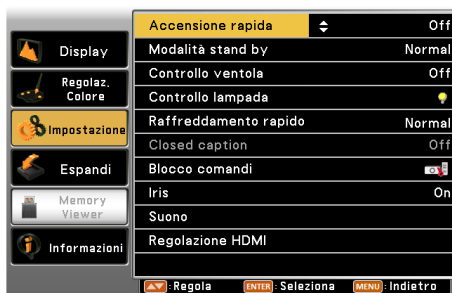 Display
Regolaz.
Colore
Impostazione
Espandi
Memory
Viewer
Informazioni
Accensione rapida Off
Modalità stand by Normal
Controllo ventola Off
Controllo lampada
Raffreddamento rapido Normal
Closed caption Off
Blocco comandi
Iris On
Suono
Regolazione HDMI
:Regola ENTER :Seleziona MENU :Indietro